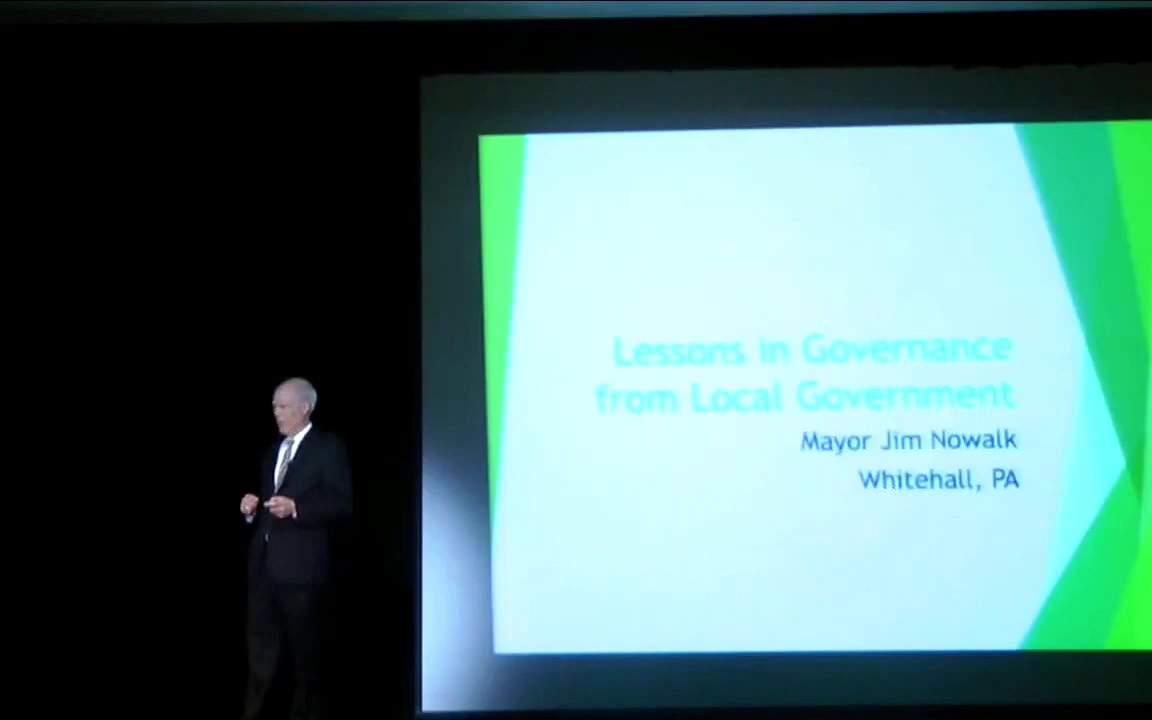 Lessons in Governance
from Local Government
Mayor Jim Nowalk
Whitehall, PA